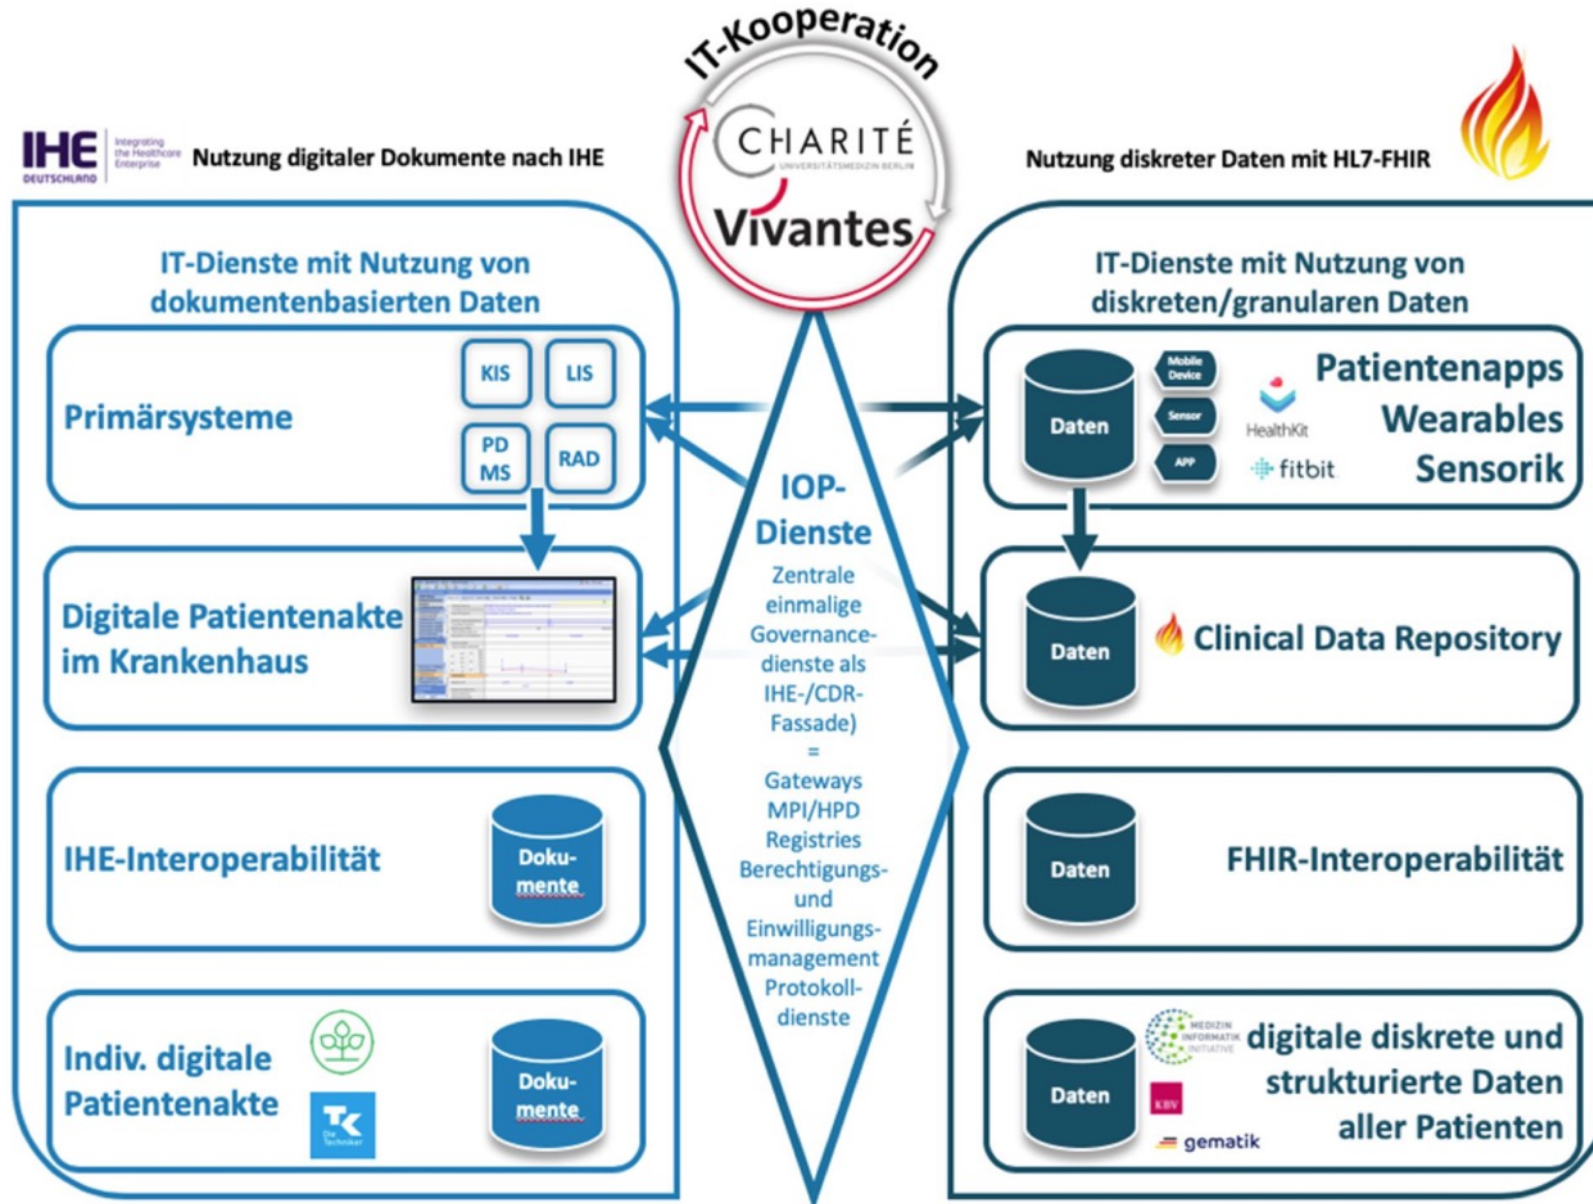 IT-Kooperation
CHARITÉ
UNIVERSITÄTSMEDIZIN BERLIN
Vivantes
IHE
DEUTSCHLAND
Integrating
the Healthcare
Enterprise
Nutzung digitaler Dokumente nach IHE
Nutzung diskreter Daten mit HL7-FHIR
IT-Dienste mit Nutzung von
dokumentenbasierten Daten
Primärsysteme
KIS
LIS
PD
MS
RAD
Digitale Patientenakte
im Krankenhaus
IHE-Interoperabilität
Doku-
mente
Indiv. digitale
Patientenakte
TK
Die
Techniker
Doku-
mente
IOP-
Dienste
Zentrale
einmalige
Governance-
dienste als
IHE-/CDR-
Fassade)
=
Gateways
MPI/HPD
Registries
Berechtigungs-
und
Einwilligungs-
management
Protokoll-
dienste
IT-Dienste mit Nutzung von
diskreten/granularen Daten
Daten
Mobile
Device
Sensor
APP
HealthKit
fitbit
Patientenapps
Wearables
Sensorik
Daten
Clinical Data Repository
Daten
FHIR-Interoperabilität
Daten
MEDIZIN
INFORMATIK
INITIATIVE
KBV
gematik
digitale diskrete und
strukturierte Daten
aller Patienten